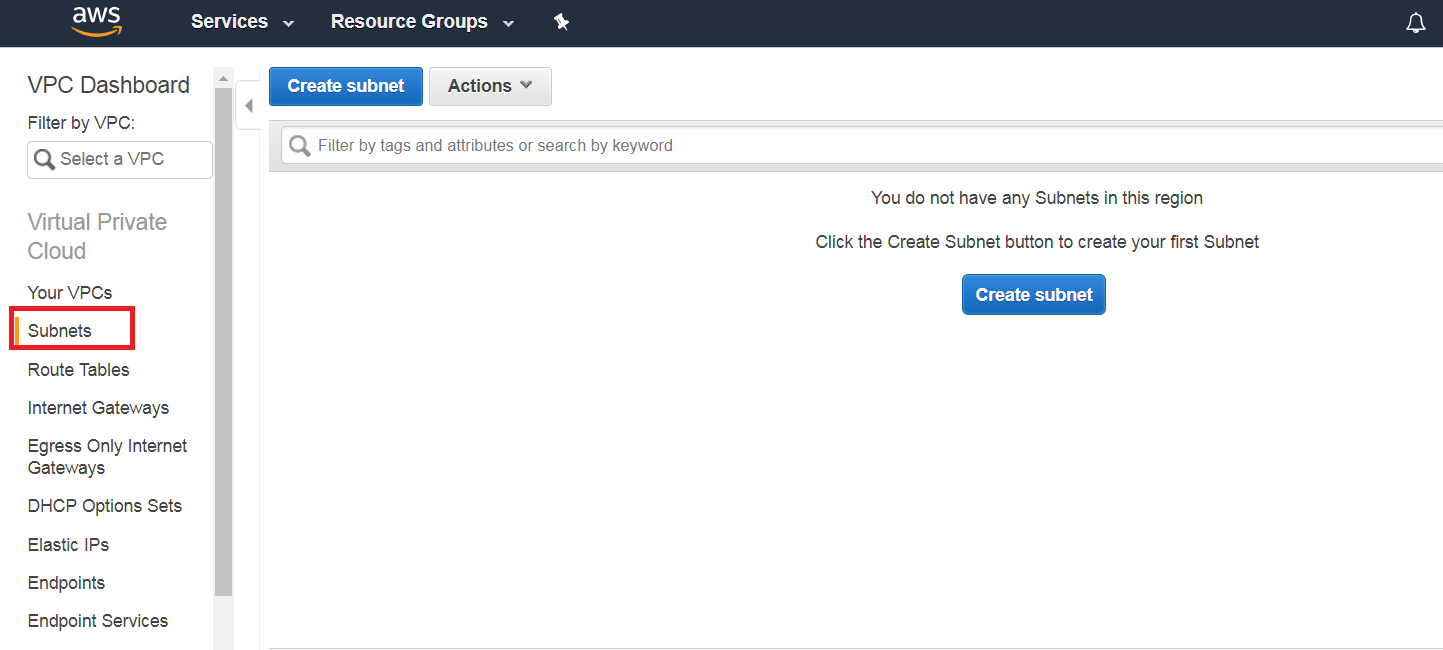 aws
Services
Resource Groups
VPC Dashboard
Filter by VPC:
Select a VPC
Virtual Private
Cloud
Your VPCs
Subnets
Route Tables
Internet Gateways
Egress Only Internet
Gateways
DHCP Options Sets
Elastic IPs
Endpoints
Endpoint Services
Create subnet
Actions
Filter by tags and attributes or search by keyword
You do not have any Subnets in this region
Click the Create Subnet button to create your first Subnet
Create subnet